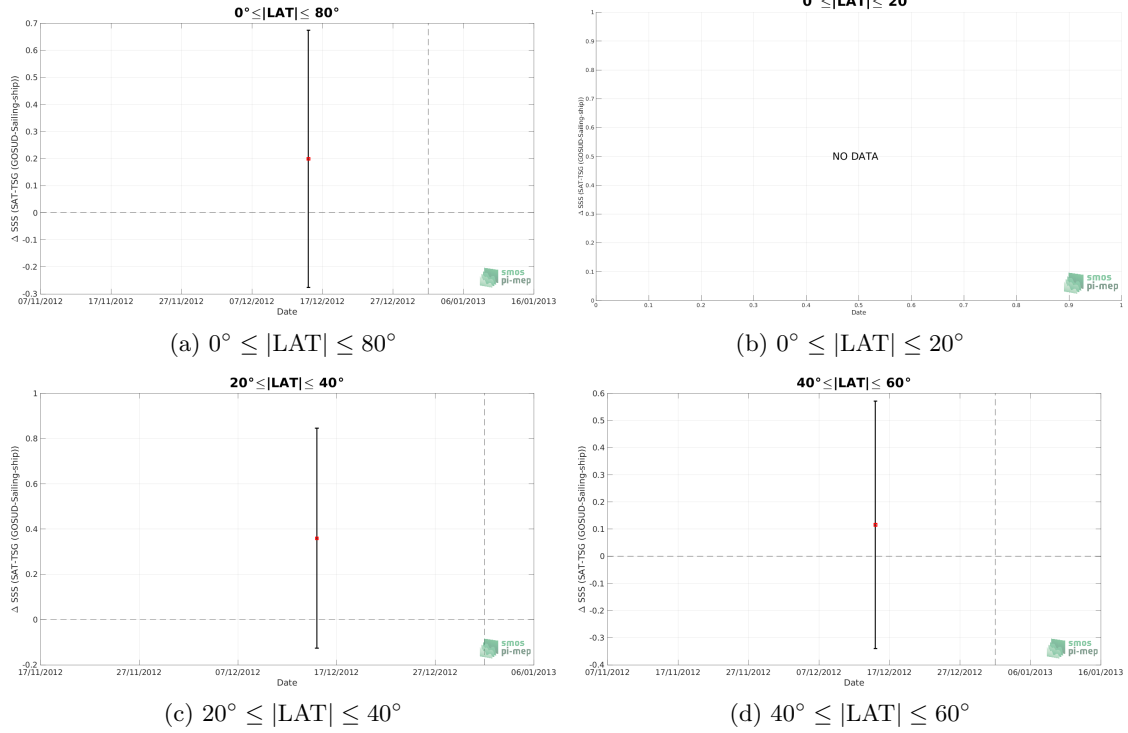 0°≤|LAT|≤ 80°
Δ SSS (SAT-TSG (GOSUD-Sailing-ship))
0.7
0.6
0.5
0.4
0.3
0.2
0.1
0
-0.1
-0.2
-0.3
07/11/2012 17/11/2012 27/11/2012 07/12/2012 17/12/2012 27/12/2012 06/01/2013 16/01/2013
Date
smos
pi-mep
(a) 0° ≤ |LAT| ≤ 80°
0°≤|LAT|≤ 20°
Δ SSS (SAT-TSG (GOSUD-Sailing-ship))
1
0.9
0.8
0.7
0.6
0.5
0.4
0.3
0.2
0.1
0
NO DATA
0 0.1 0.2 0.3 0.4 0.5 0.6 0.7 0.8 0.9 1
Date
smos
pi-mep
(b) 0° ≤ |LAT| ≤ 20°
20°≤|LAT|≤ 40°
Δ SSS (SAT-TSG (GOSUD-Sailing-ship))
1
0.8
0.6
0.4
0.2
0
-0.2
17/11/2012 27/11/2012 07/12/2012 17/12/2012 27/12/2012 06/01/2013
Date
smos
pi-mep
(c) 20° ≤ |LAT| ≤ 40°
40°≤|LAT|≤ 60°
Δ SSS (SAT-TSG (GOSUD-Sailing-ship))
0.6
0.5
0.4
0.3
0.2
0.1
0
-0.1
-0.2
-0.3
-0.4
07/11/2012 17/11/2012 27/11/2012 07/12/2012 17/12/2012 27/12/2012 06/01/2013 16/01/2013
Date
smos
pi-mep
(d) 40° ≤ |LAT| ≤ 60°